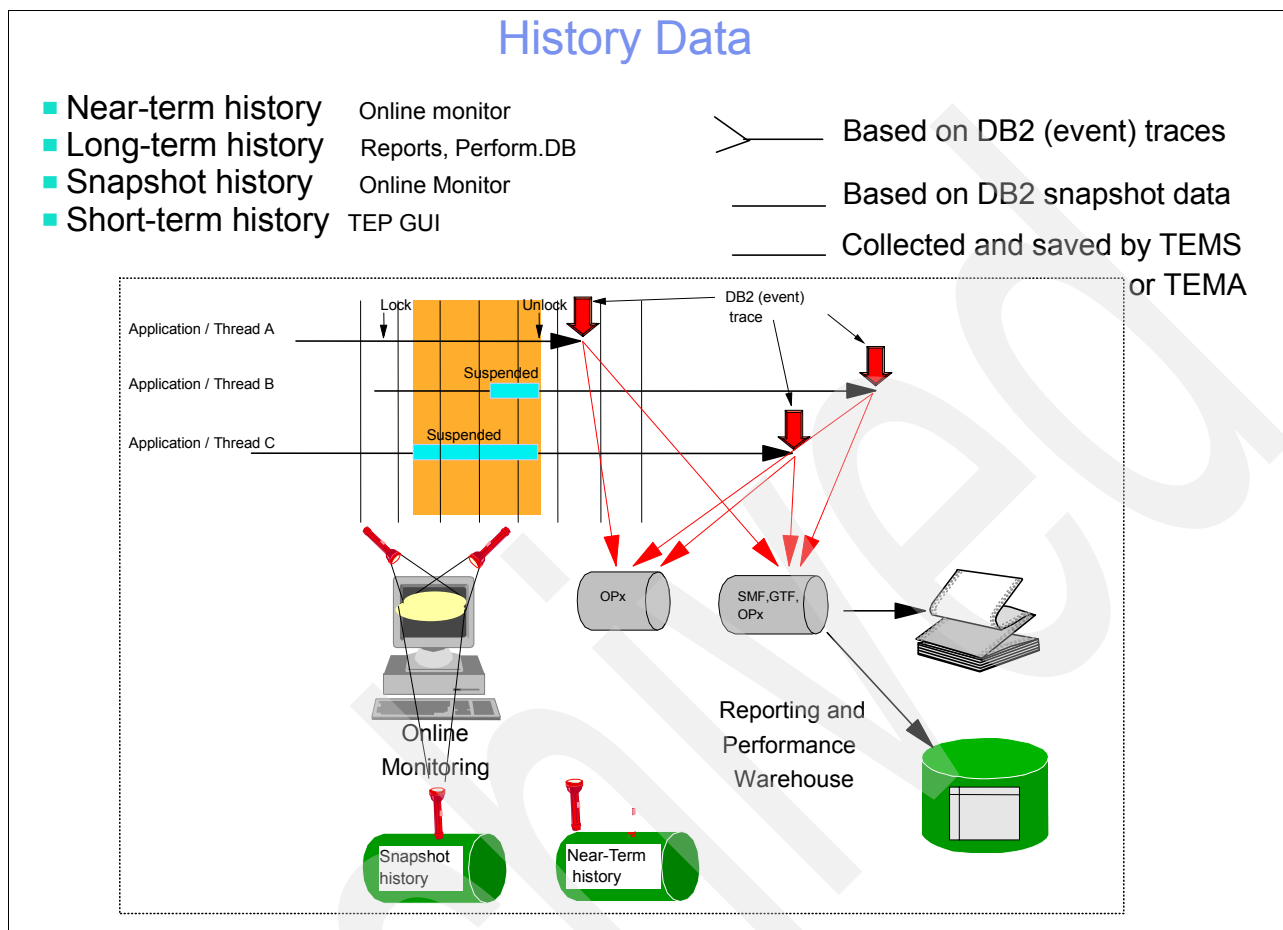 History Data
Near-term history Online monitor
Long-term history Reports, Perform.DB
Snapshot history Online Monitor
Short-term history TEP GUI
Based on DB2 (event) traces
Based on DB2 snapshot data
Collected and saved by TEMS
or TEMA
Lock
Unlock
DB2 (event)
trace
Application / Thread A
Suspended
Application / Thread B
Suspended
Application / Thread C
OPx
SMF,GTF,
OPx
Online
Monitoring
Reporting and
Performance
Warehouse
Snapshot
history
Near-Term
history